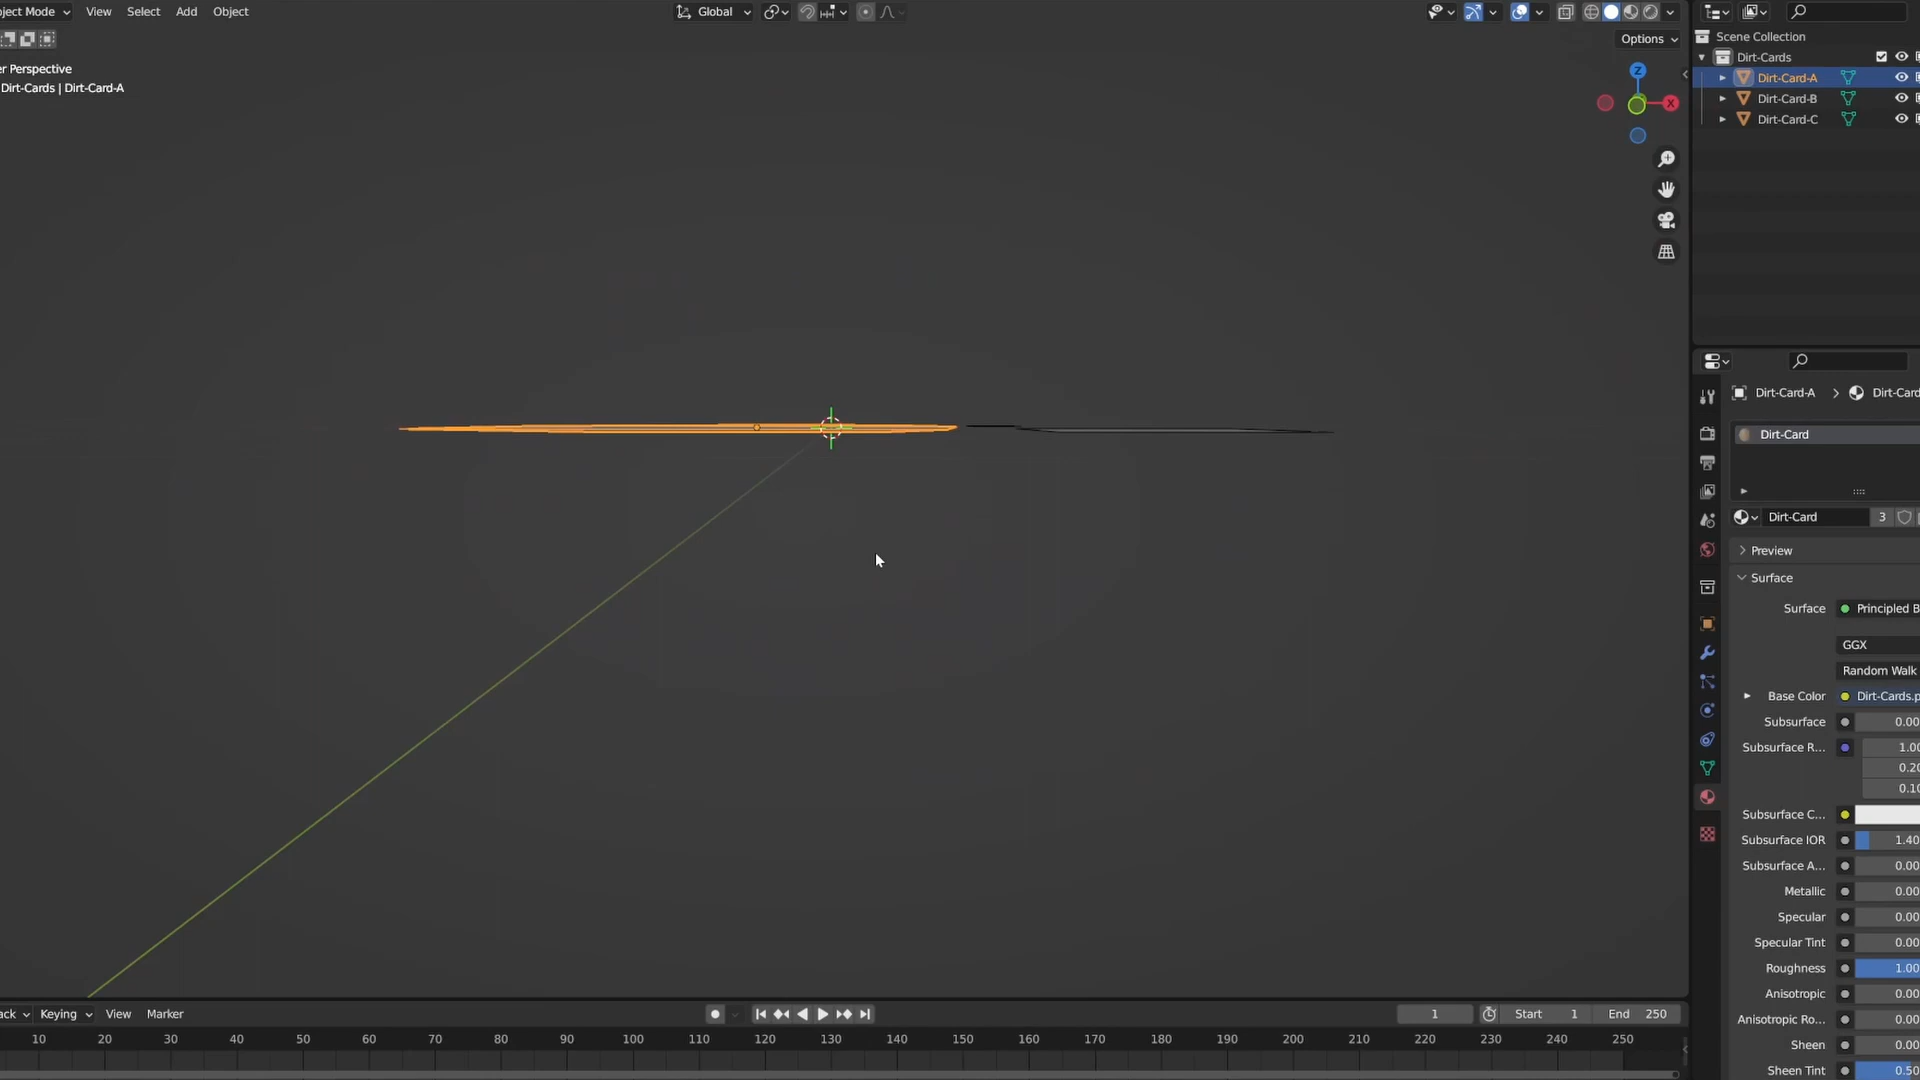 ject Mode
View
Select
Add
Object
Global
Options
er Perspective
Dirt-Cards | Dirt-Card-A
Z
X
Scene Collection
Dirt-Cards
Dirt-Card-A
Dirt-Card-B
Dirt-Card-C
Dirt-Card-A
Dirt-Card
Dirt-Card
Dirt-Card
3
Preview
Surface
Surface
Principled B
GGX
Random Walk
Base Color
Dirt-Cards.p
Subsurface
0.00
Subsurface R...
1.00
0.20
0.10
Subsurface C...
Subsurface IOR
1.40
Subsurface A...
0.00
Metallic
0.00
Specular
0.00
Specular Tint
0.00
Roughness
1.00
Anisotropic
0.00
Anisotropic Ro...
0.00
Sheen
0.00
Sheen Tint
0.50
ack
Keying
View
Marker
1
Start 1
End 250
10 20 30 40 50 60 70 80 90 100 110 120 130 140 150 160 170 180 190 200 210 220 230 240 250